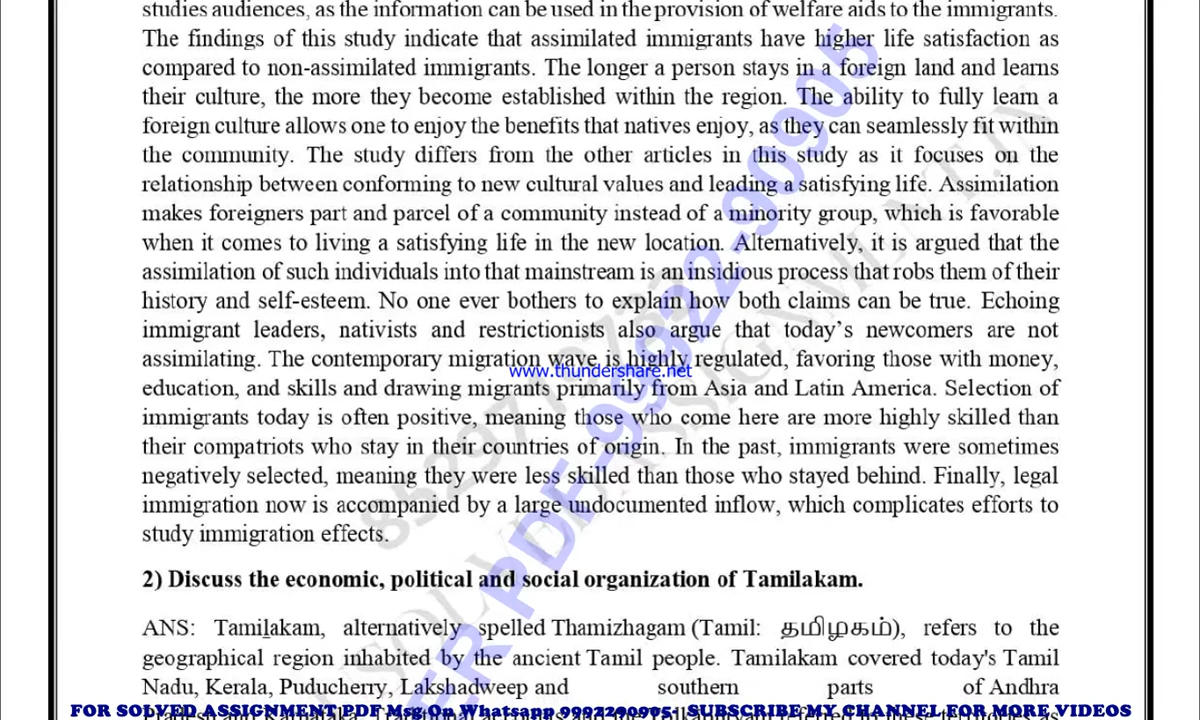 studies audiences, as the information can be used in the provision of welfare aids to the immigrants.
The findings of this study indicate that assimilated immigrants have higher life satisfaction as
compared to non-assimilated immigrants. The longer a person stays in a foreign land and learns
their culture, the more they become established within the region. The ability to fully learn a
foreign culture allows one to enjoy the benefits that natives enjoy, as they can seamlessly fit within
the community. The study differs from the other articles in this study as it focuses on the
relationship between conforming to new cultural values and leading a satisfying life. Assimilation
makes foreigners part and parcel of a community instead of a minority group, which is favorable
when it comes to living a satisfying life in the new location. Alternatively, it is argued that the
assimilation of such individuals into that mainstream is an insidious process that robs them of their
history and self-esteem. No one ever bothers to explain how both claims can be true. Echoing
immigrant leaders, nativists and restrictionists also argue that today's newcomers are not
assimilating. The contemporary migration wave is highly regulated, favoring those with money,
www.thundershare.net
education, and skills and drawing migrants primarily from Asia and Latin America. Selection of
immigrants today is often positive, meaning those who come here are more highly skilled than
their compatriots who stay in their countries of origin. In the past, immigrants were sometimes
negatively selected, meaning they were less skilled than those who stayed behind. Finally, legal
immigration now is accompanied by a large undocumented inflow, which complicates efforts to
study immigration effects.
2) Discuss the economic, political and social organization of Tamilakam.
ANS: Tamiḻakam, alternatively spelled Thamizhagam (Tamil: தமிழகம்), refers to the
geographical region inhabited by the ancient Tamil people. Tamilakam covered today's Tamil
Nadu, Kerala, Puducherry, Lakshadweep and southern parts of Andhra
FOR SOLVED ASSIGNMENT PDF Msg On Whatsapp 9992290905- SUBSCRIBE MY CHANNEL FOR MORE VIDEOS
ER PDF-99922-90905
SOLVED ASSIGNMENT.IN